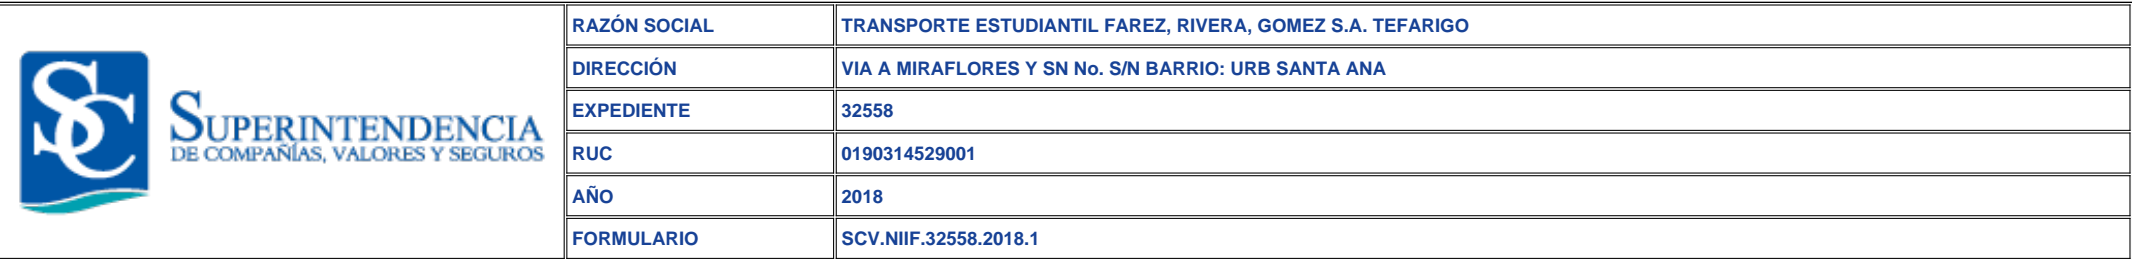 SC
SUPERINTENDENCIA
DE COMPAÑÍAS, VALORES Y SEGUROS
RAZÓN SOCIAL TRANSPORTE ESTUDIANTIL FAREZ, RIVERA, GOMEZ S.A. TEFARIGO
DIRECCIÓN VIA A MIRAFLORES Y SN No. S/N BARRIO: URB SANTA ANA
EXPEDIENTE 32558
RUC 0190314529001
AÑO 2018
FORMULARIO SCV.NIIF.32558.2018.1